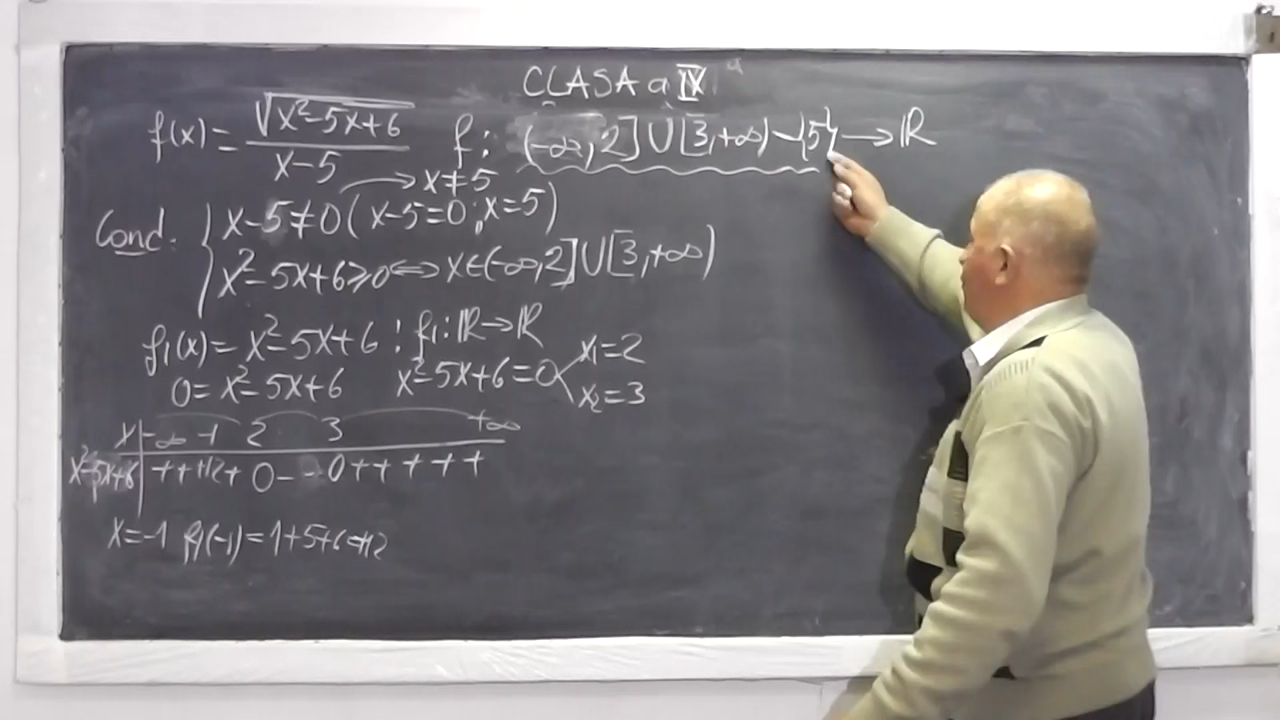 CLASA a IX a
f(x) = √(x²-5x+6) / (x-5)    f: (-∞, 2] ∪ [3, +∞) \ {5} → ℝ
→ x ≠ 5
Cond. { x-5 ≠ 0 (x-5=0; x=5)
x²-5x+6 ≥ 0 ⇔ x ∈ (-∞, 2] ∪ [3, +∞)
f₁(x) = x²-5x+6 ; f₁: ℝ → ℝ
0 = x²-5x+6    x²-5x+6 = 0 < x₁=2
x₂=3
x | -∞ -1 2 3 +∞
x²-5x+6 | + + +12 + 0 - - - 0 + + + + + +
x=-1 f₁(-1) = 1+5+6=+12